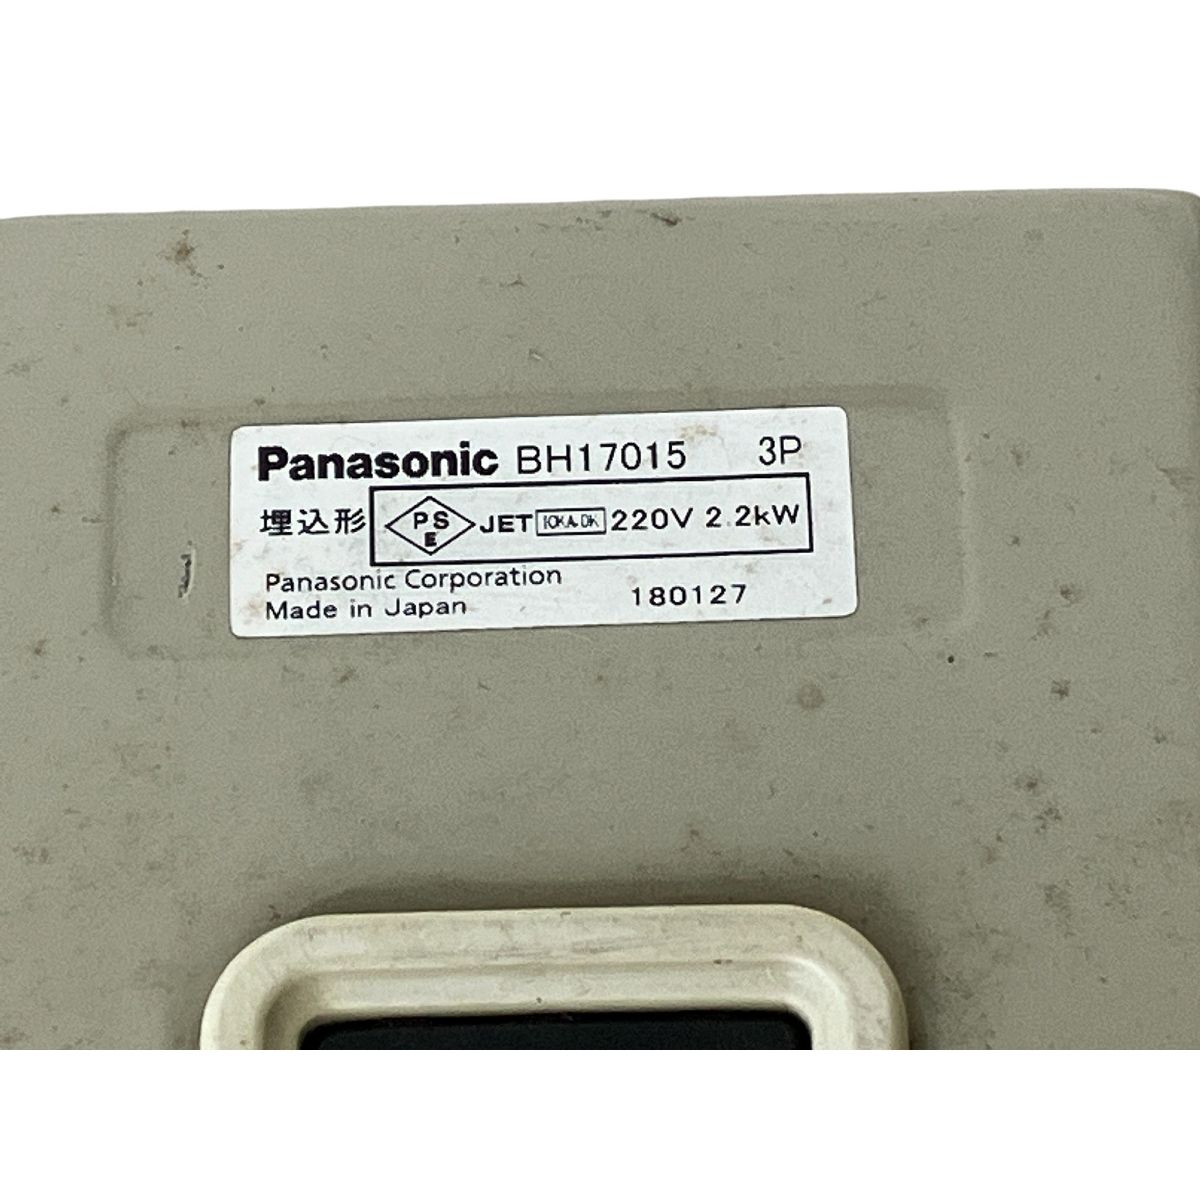 Panasonic BH17015 3P
埋込形 PSE JET 220V 2.2kW
Panasonic Corporation
Made in Japan 180127